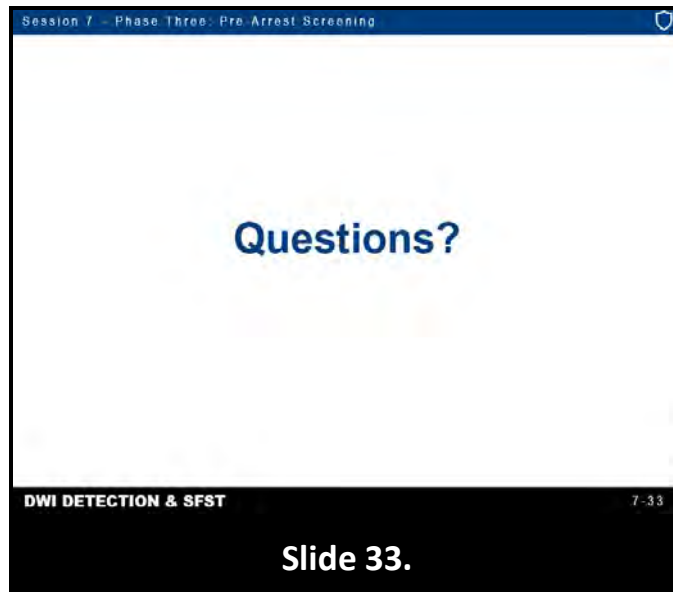 Session 7 - Phase Three: Pre-Arrest Screening
Questions?
DWI DETECTION & SFST 7-33
Slide 33.